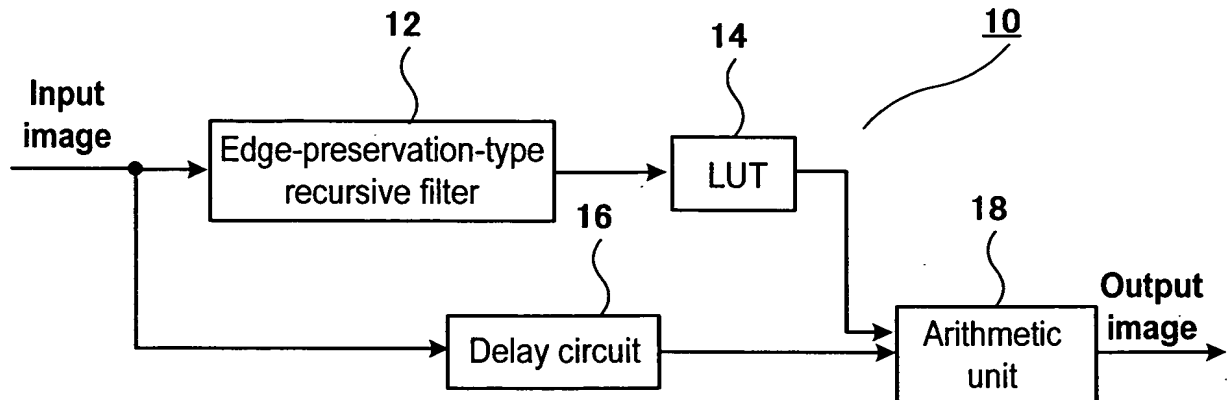 12
14
10
Input
image
Edge-preservation-type
recursive filter
LUT
16
18
Delay circuit
Arithmetic
unit
Output
image